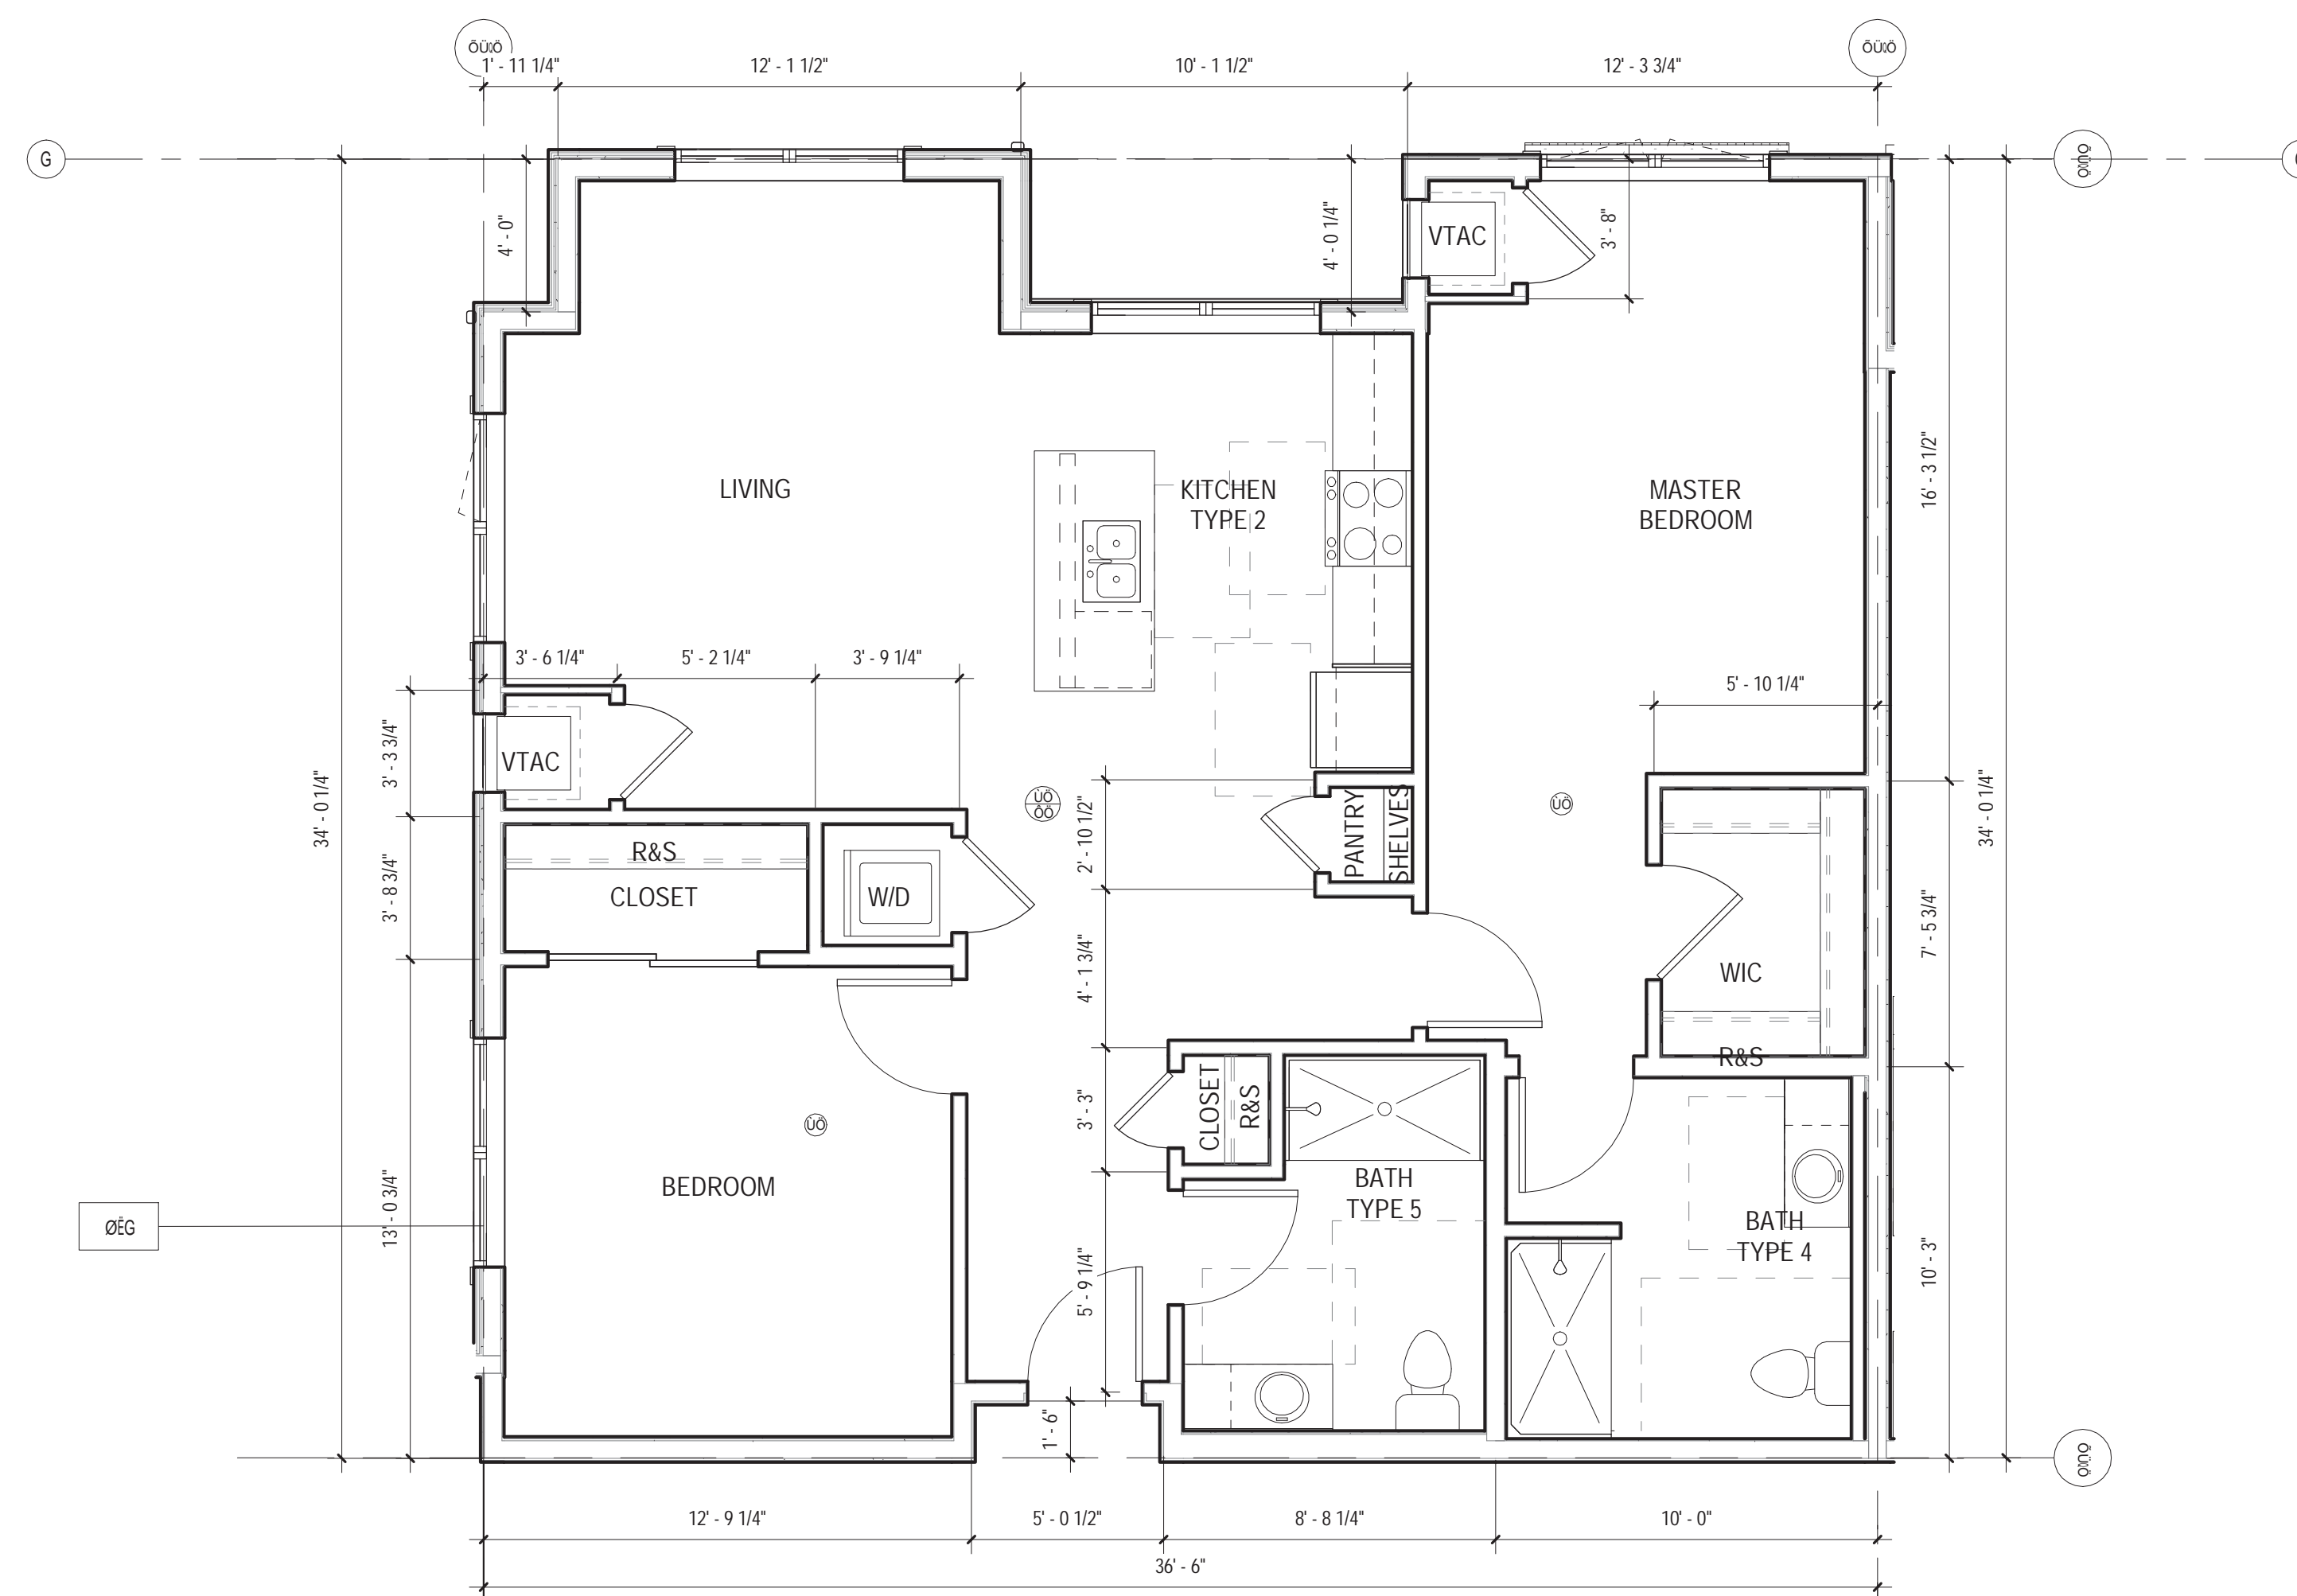 1' - 11 1/4"
12' - 1 1/2"
10' - 1 1/2"
12' - 3 3/4"
G
4' - 0"
4' - 0 1/4"
VTAC
3' - 8"
LIVING
KITCHEN
TYPE 2
MASTER
BEDROOM
16' - 3 1/2"
3' - 6 1/4"
5' - 2 1/4"
3' - 9 1/4"
5' - 10 1/4"
34' - 0 1/4"
3' - 3 3/4"
VTAC
2' - 10 1/2"
PANTRY
SHELVES
34' - 0 1/4"
3' - 8 3/4"
R&S
CLOSET
W/D
4' - 1 3/4"
WIC
7' - 5 3/4"
R&S
3' - 3"
CLOSET
R&S
BATH
TYPE 5
BEDROOM
13' - 0 3/4"
ØËG
5' - 9 1/4"
BATH
TYPE 4
10' - 3"
1' - 6"
12' - 9 1/4"
5' - 0 1/2"
8' - 8 1/4"
10' - 0"
36' - 6"